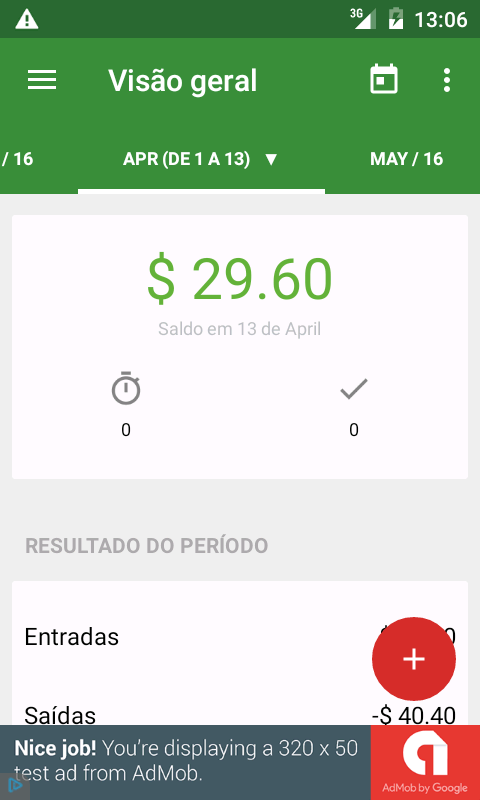 3G 13:06
Visão geral
/ 16 APR (DE 1 A 13) ▼ MAY / 16
$ 29.60
Saldo em 13 de April
0 0
RESULTADO DO PERÍODO
Entradas
Saídas -$ 40.40
Nice job! You're displaying a 320 x 50
test ad from AdMob.
AdMob by Google